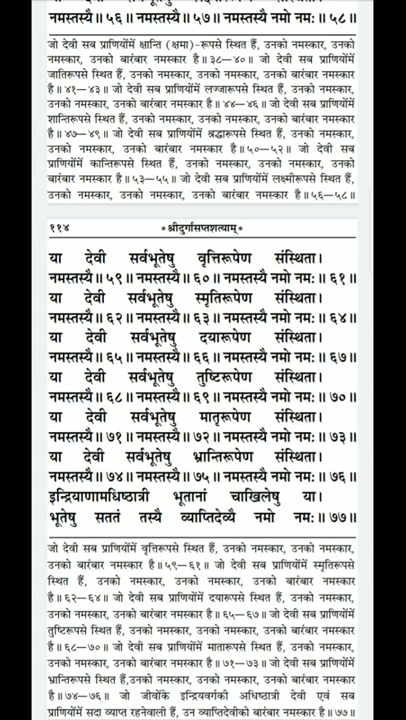 नमस्तस्यै॥ ५६॥ नमस्तस्यै॥ ५७॥ नमस्तस्यै नमो नमः॥ ५८॥
जो देवी सब प्राणियोंमें क्षान्ति (क्षमा)-रूपसे स्थित हैं, उनको नमस्कार, उनको
नमस्कार, उनको बारंबार नमस्कार है॥ ३८—४०॥ जो देवी सब प्राणियोंमें
जातिरूपसे स्थित हैं, उनको नमस्कार, उनको नमस्कार, उनको बारंबार नमस्कार
है॥ ४१—४३॥ जो देवी सब प्राणियोंमें लज्जारूपसे स्थित हैं, उनको नमस्कार,
उनको नमस्कार, उनको बारंबार नमस्कार है॥ ४४—४६॥ जो देवी सब प्राणियोंमें
शान्तिरूपसे स्थित हैं, उनको नमस्कार, उनको नमस्कार, उनको बारंबार नमस्कार
है॥ ४७—४९॥ जो देवी सब प्राणियोंमें श्रद्धारूपसे स्थित हैं, उनको नमस्कार,
उनको नमस्कार, उनको बारंबार नमस्कार है॥ ५०—५२॥ जो देवी सब
प्राणियोंमें कान्तिरूपसे स्थित हैं, उनको नमस्कार, उनको नमस्कार, उनको
बारंबार नमस्कार है॥ ५३—५५॥ जो देवी सब प्राणियोंमें लक्ष्मीरूपसे स्थित हैं,
उनको नमस्कार, उनको नमस्कार, उनको बारंबार नमस्कार है॥ ५६—५८॥
११४ * श्रीदुर्गासप्तशत्याम् *
या देवी सर्वभूतेषु वृत्तिरूपेण संस्थिता।
नमस्तस्यै॥ ५९॥ नमस्तस्यै॥ ६०॥ नमस्तस्यै नमो नमः॥ ६१॥
या देवी सर्वभूतेषु स्मृतिरूपेण संस्थिता।
नमस्तस्यै॥ ६२॥ नमस्तस्यै॥ ६३॥ नमस्तस्यै नमो नमः॥ ६४॥
या देवी सर्वभूतेषु दयारूपेण संस्थिता।
नमस्तस्यै॥ ६५॥ नमस्तस्यै॥ ६६॥ नमस्तस्यै नमो नमः॥ ६७॥
या देवी सर्वभूतेषु तुष्टिरूपेण संस्थिता।
नमस्तस्यै॥ ६८॥ नमस्तस्यै॥ ६९॥ नमस्तस्यै नमो नमः॥ ७०॥
या देवी सर्वभूतेषु मातृरूपेण संस्थिता।
नमस्तस्यै॥ ७१॥ नमस्तस्यै॥ ७२॥ नमस्तस्यै नमो नमः॥ ७३॥
या देवी सर्वभूतेषु भ्रान्तिरूपेण संस्थिता।
नमस्तस्यै॥ ७४॥ नमस्तस्यै॥ ७५॥ नमस्तस्यै नमो नमः॥ ७६॥
इन्द्रियाणामधिष्ठात्री भूतानां चाखिलेषु या।
भूतेषु सततं तस्यै व्याप्तिदेव्यै नमो नमः॥ ७७॥
जो देवी सब प्राणियोंमें वृत्तिरूपसे स्थित हैं, उनको नमस्कार, उनको नमस्कार,
उनको बारंबार नमस्कार है॥ ५९—६१॥ जो देवी सब प्राणियोंमें स्मृतिरूपसे
स्थित हैं, उनको नमस्कार, उनको नमस्कार, उनको बारंबार नमस्कार
है॥ ६२—६४॥ जो देवी सब प्राणियोंमें दयारूपसे स्थित हैं, उनको नमस्कार,
उनको नमस्कार, उनको बारंबार नमस्कार है॥ ६५—६७॥ जो देवी सब प्राणियोंमें
तुष्टिरूपसे स्थित हैं, उनको नमस्कार, उनको नमस्कार, उनको बारंबार नमस्कार
है॥ ६८—७०॥ जो देवी सब प्राणियोंमें मातारूपसे स्थित हैं, उनको नमस्कार,
उनको नमस्कार, उनको बारंबार नमस्कार है॥ ७१—७३॥ जो देवी सब प्राणियोंमें
भ्रान्तिरूपसे स्थित हैं,उनको नमस्कार, उनको नमस्कार, उनको बारंबार नमस्कार
है॥ ७४—७६॥ जो जीवोंके इन्द्रियवर्गकी अधिष्ठात्री देवी एवं सब
प्राणियोंमें सदा व्याप्त रहनेवाली हैं, उन व्याप्तिदेवीको बारंबार नमस्कार है॥ ७७॥